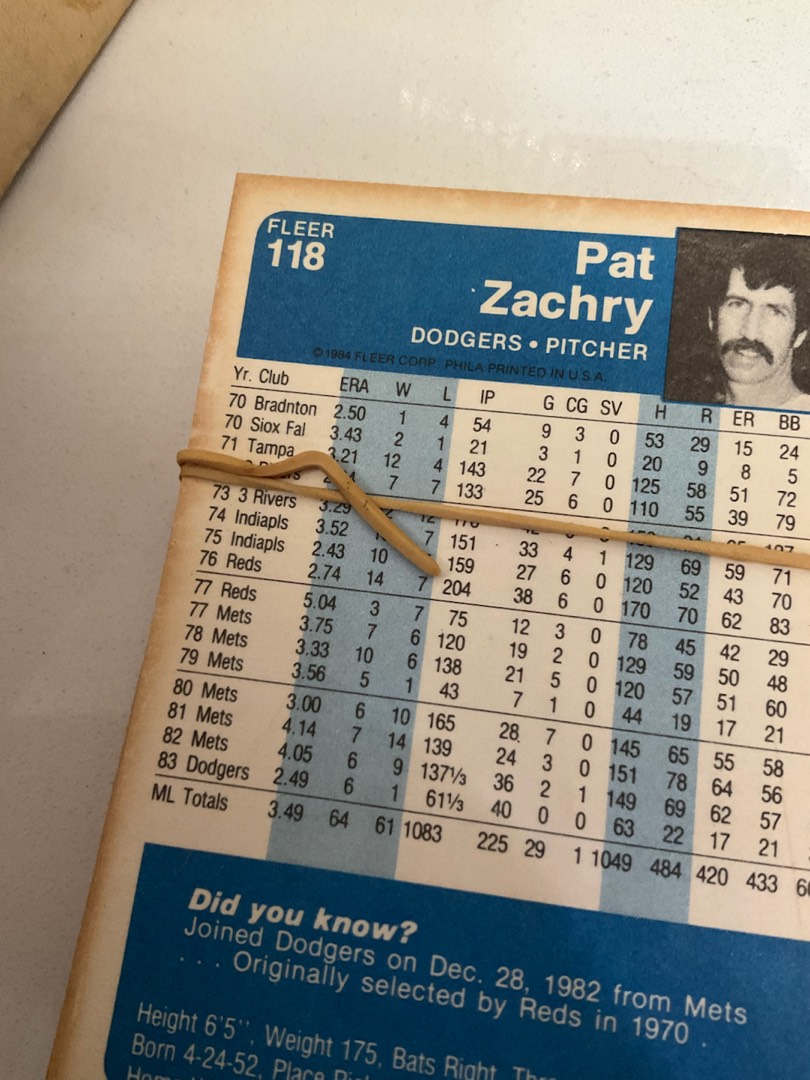 FLEER
118
Pat
Zachry
DODGERS • PITCHER
© 1984 FLEER CORP. PHILA PRINTED IN U.S.A.
Yr. Club ERA W L IP G CG SV H R ER BB
70 Bradnton 2.50 1 4 54 9 3 0 53 29 15 24
70 Siox Fal 3.43 2 1 21 3 1 0 20 9 8 5
71 Tampa 3.21 12 4 143 22 7 0 125 58 51 72
7 7 133 25 6 0 110 55 39 79
73 3 Rivers 3.29 12
74 Indiapls 3.52 7 151 33 4 1 129 69 59 71
75 Indiapls 2.43 10 7 159 27 6 0 120 52 43 70
76 Reds 2.74 14 7 204 38 6 0 170 70 62 83
77 Reds 5.04 3 7 75 12 3 0 78 45 42 29
77 Mets 3.75 7 6 120 19 2 0 129 59 50 48
78 Mets 3.33 10 6 138 21 5 0 120 57 51 60
79 Mets 3.56 5 1 43 7 1 0 44 19 17 21
80 Mets 3.00 6 10 165 28 7 0 145 65 55 58
81 Mets 4.14 7 14 139 24 3 0 151 78 64 56
82 Mets 4.05 6 9 137⅓ 36 2 1 149 69 62 57
83 Dodgers 2.49 6 1 61⅓ 40 0 0 63 22 17 21
ML Totals 3.49 64 61 1083 225 29 1 1049 484 420 433
Did you know?
Joined Dodgers on Dec. 28, 1982 from Mets
. . . Originally selected by Reds in 1970 .
Height 6'5", Weight 175, Bats Right,
Born 4-24-52, Place